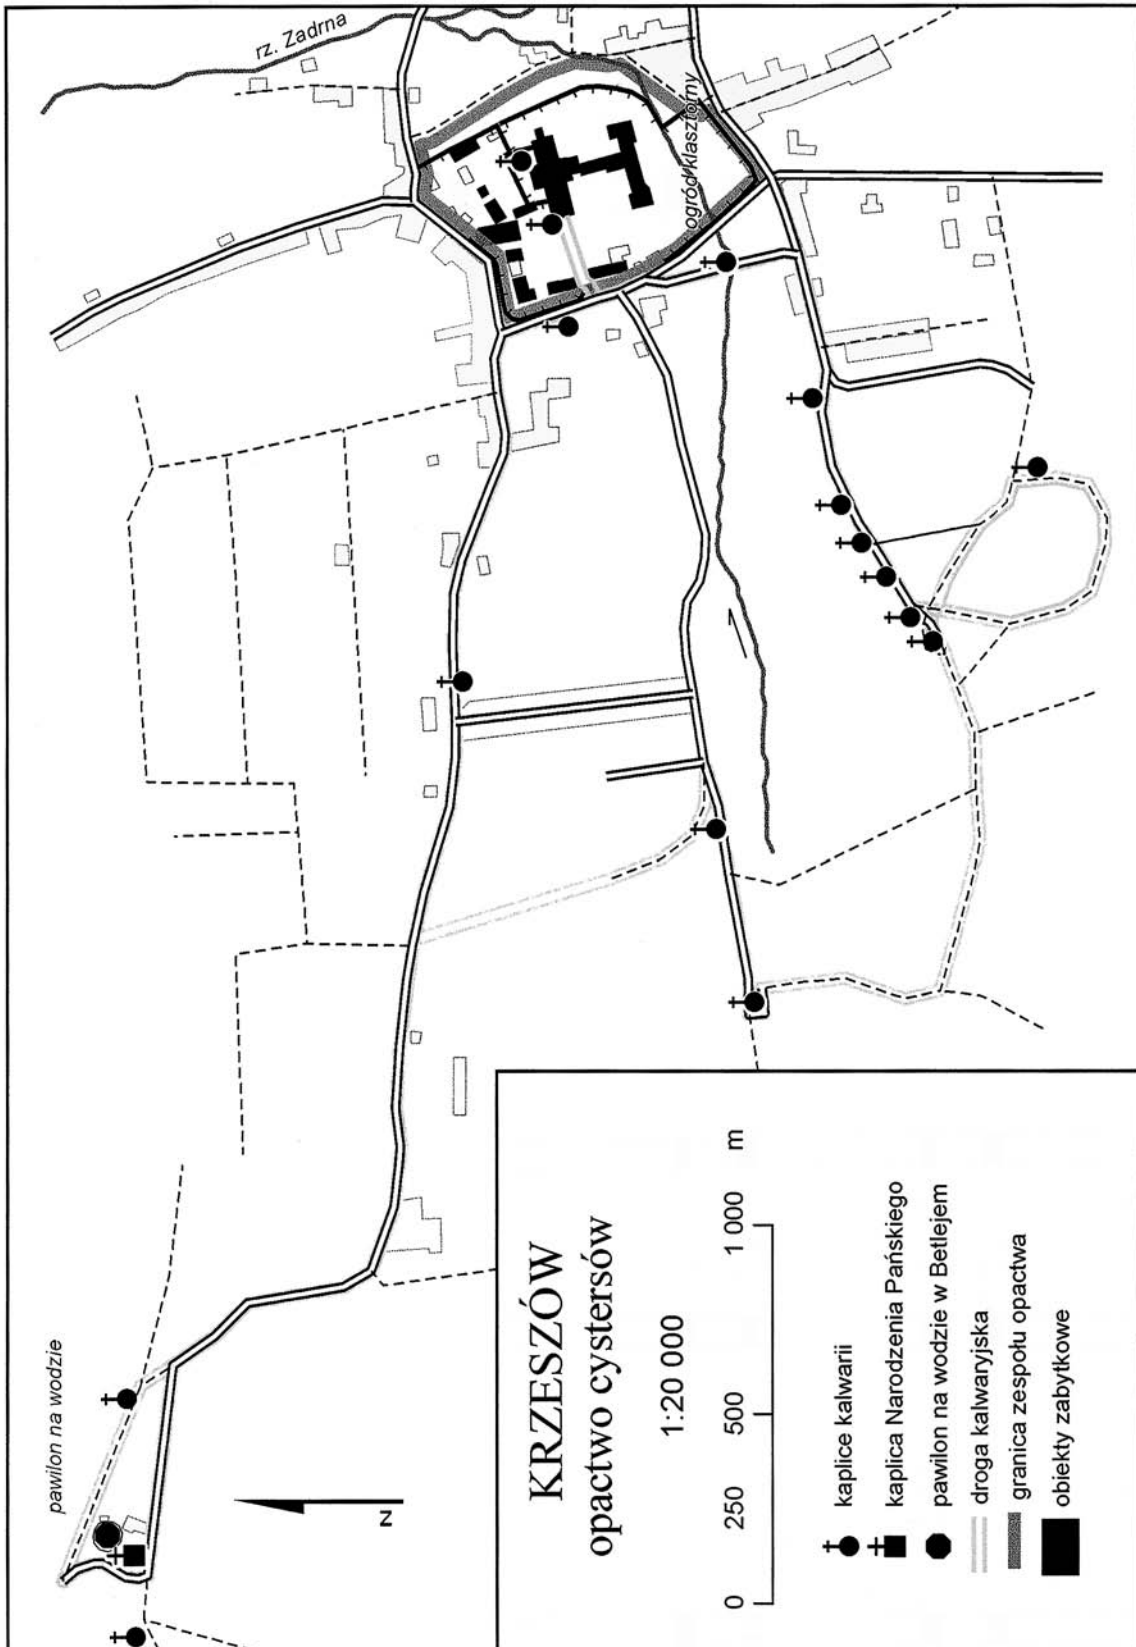 rz. Zadrna
ogród klasztorny
pawilon na wodzie
N
KRZESZÓW
opactwo cystersów
1:20 000
0 250 500 1 000 m
kaplice kalwarii
kaplica Narodzenia Pańskiego
pawilon na wodzie w Betlejem
droga kalwaryjska
granica zespołu opactwa
obiekty zabytkowe